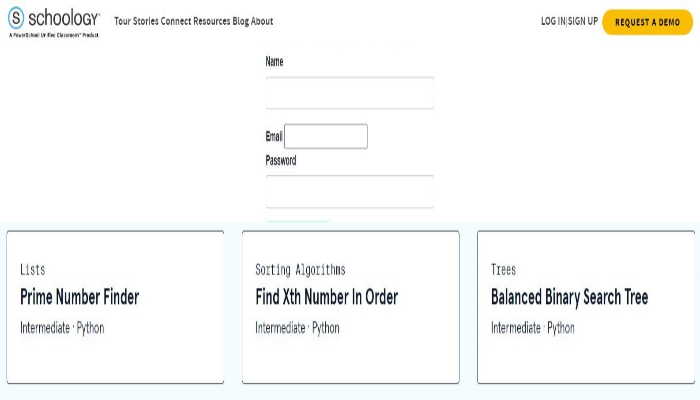 schoology®
A PowerSchool Unified Classroom™ Product
Tour Stories Connect Resources Blog About
LOG IN|SIGN UP
REQUEST A DEMO
Name
Email
Password
Lists
Prime Number Finder
Intermediate · Python
Sorting Algorithms
Find Xth Number In Order
Intermediate · Python
Trees
Balanced Binary Search Tree
Intermediate · Python